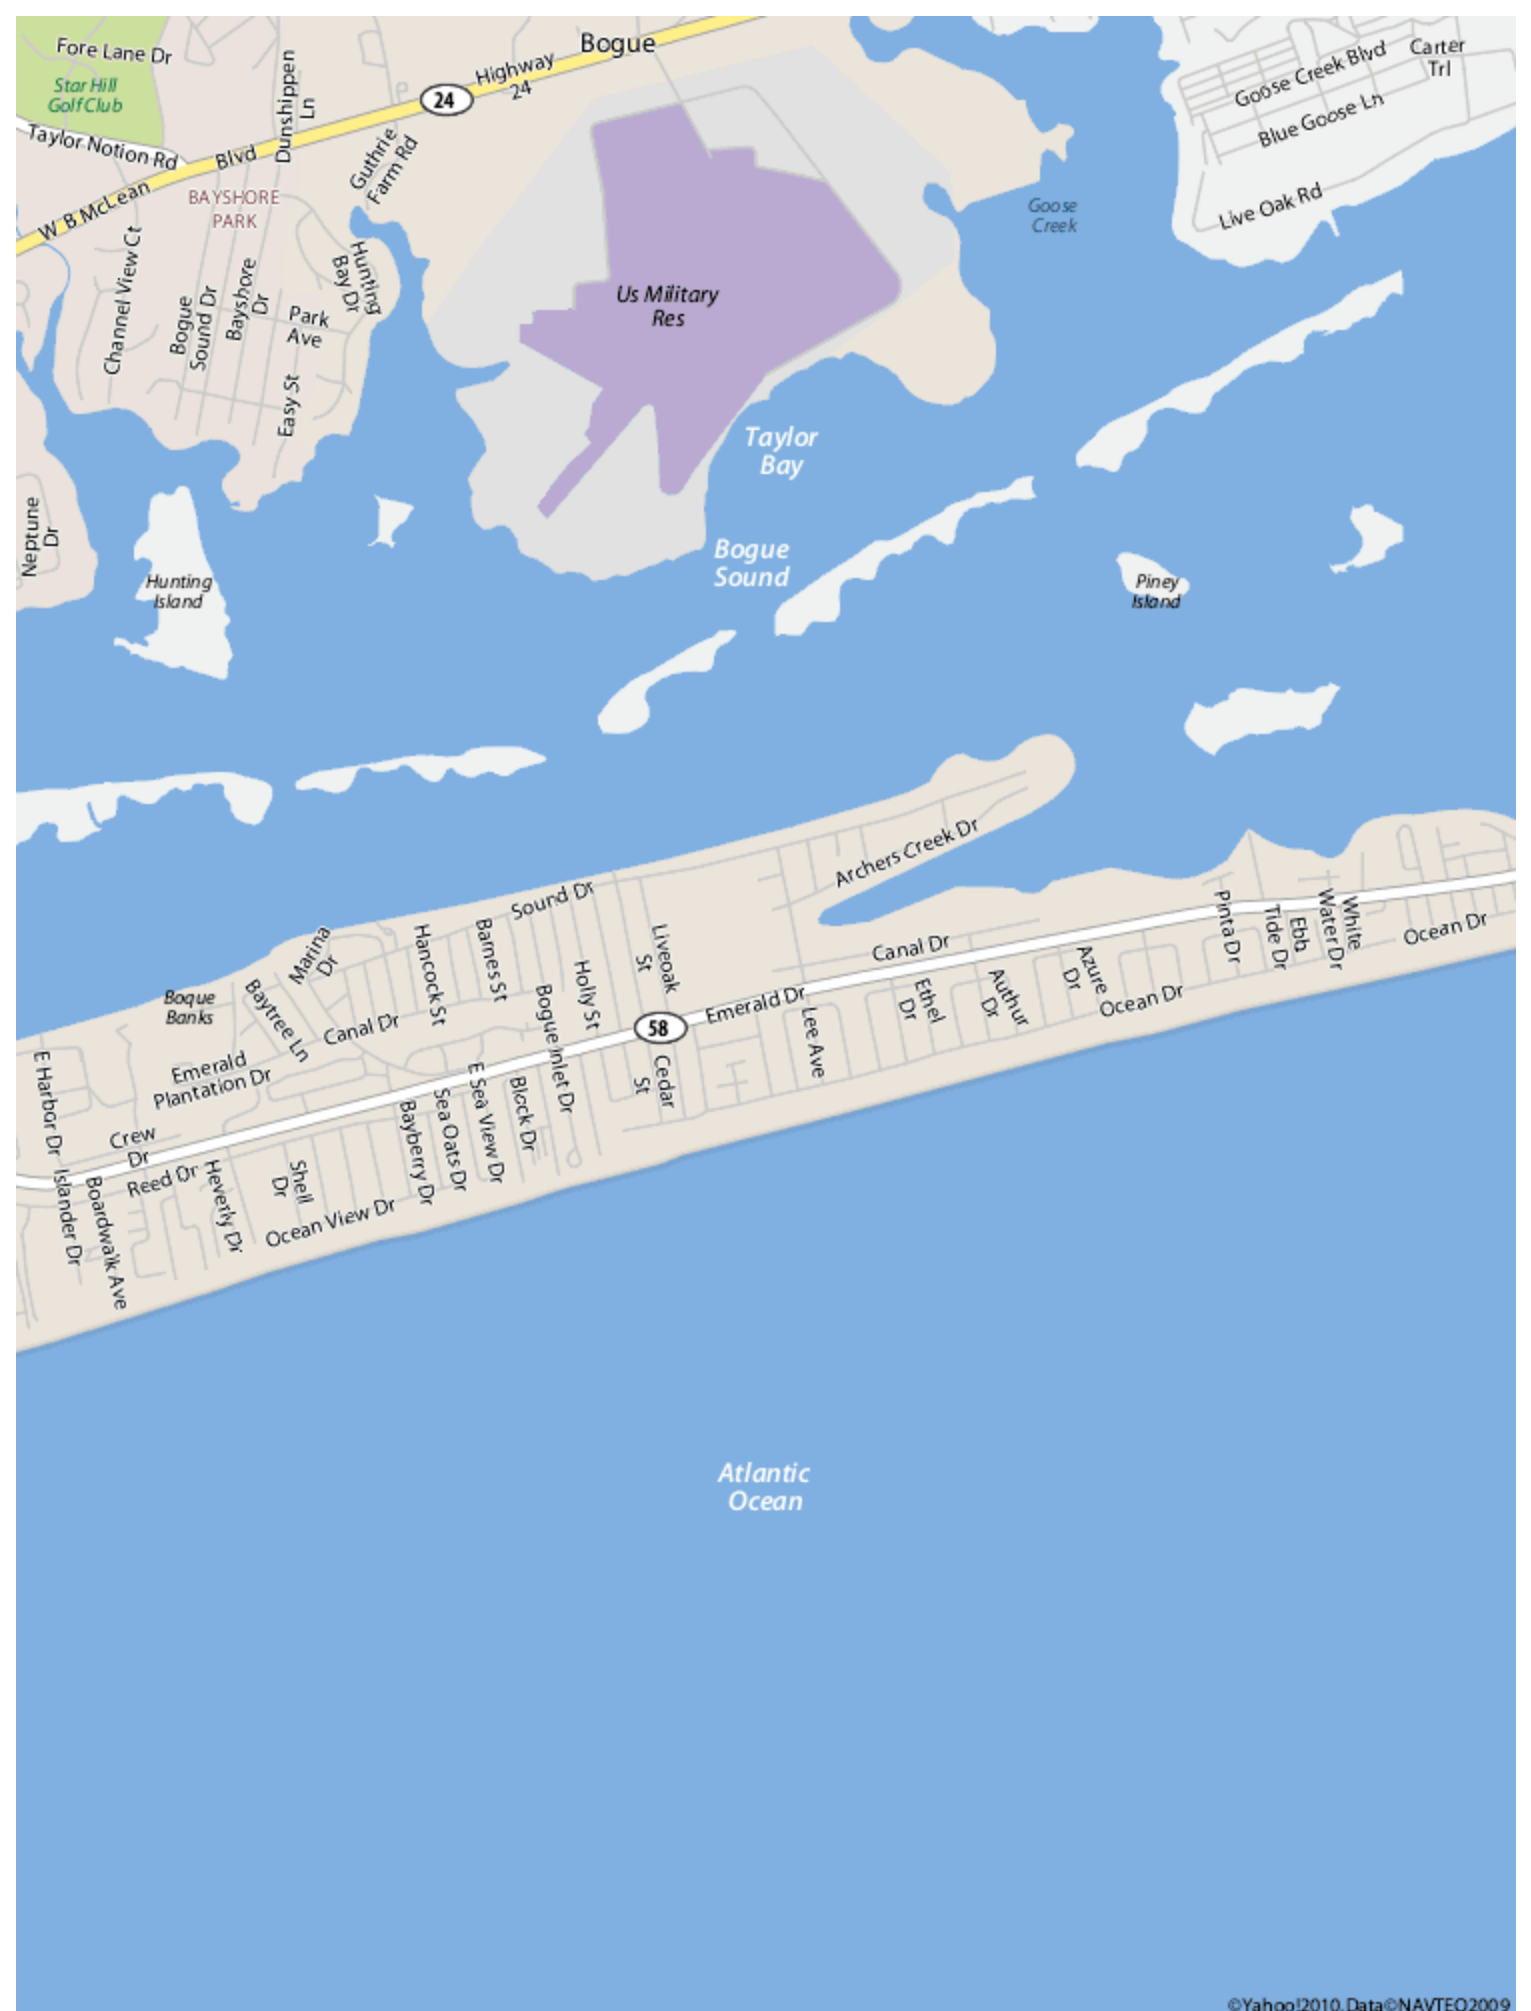 Bogue
Fore Lane Dr
Star Hill
Golf Club
Dunshippen
Ln
Highway
24
24
Goose Creek Blvd
Carter
Trl
Blue Goose Ln
Live Oak Rd
Taylor Notion Rd
W B McLean
Blvd
Guthrie
Farm Rd
BAYSHORE
PARK
Goose
Creek
Channel View Ct
Bogue
Sound Dr
Bayshore
Dr
Hunting
Bay Dr
Park
Ave
Easy St
Us Military
Res
Taylor
Bay
Neptune
Dr
Bogue
Sound
Hunting
Island
Piney
Island
Archers Creek Dr
Sound Dr
Marina
Dr
Hancock St
Barnes St
Holly St
Liveoak
St
Canal Dr
Pinta Dr
Tide Dr
Ebb
Water Dr
White
Ocean Dr
Boque
Banks
Baytree Ln
Canal Dr
Bogue Inlet Dr
58
Emerald Dr
Lee Ave
Ethel
Dr
Authur
Dr
Azure
Dr
Ocean Dr
E Harbor Dr
Emerald
Plantation Dr
Cedar
St
Crew
Dr
Reed Dr
Islander Dr
Boardwalk Ave
Heverly Dr
Shell
Dr
Ocean View Dr
Bayberry Dr
Sea Oats Dr
E Sea View Dr
Block Dr
Atlantic
Ocean
©Yahoo!2010, Data©NAVTEQ2009